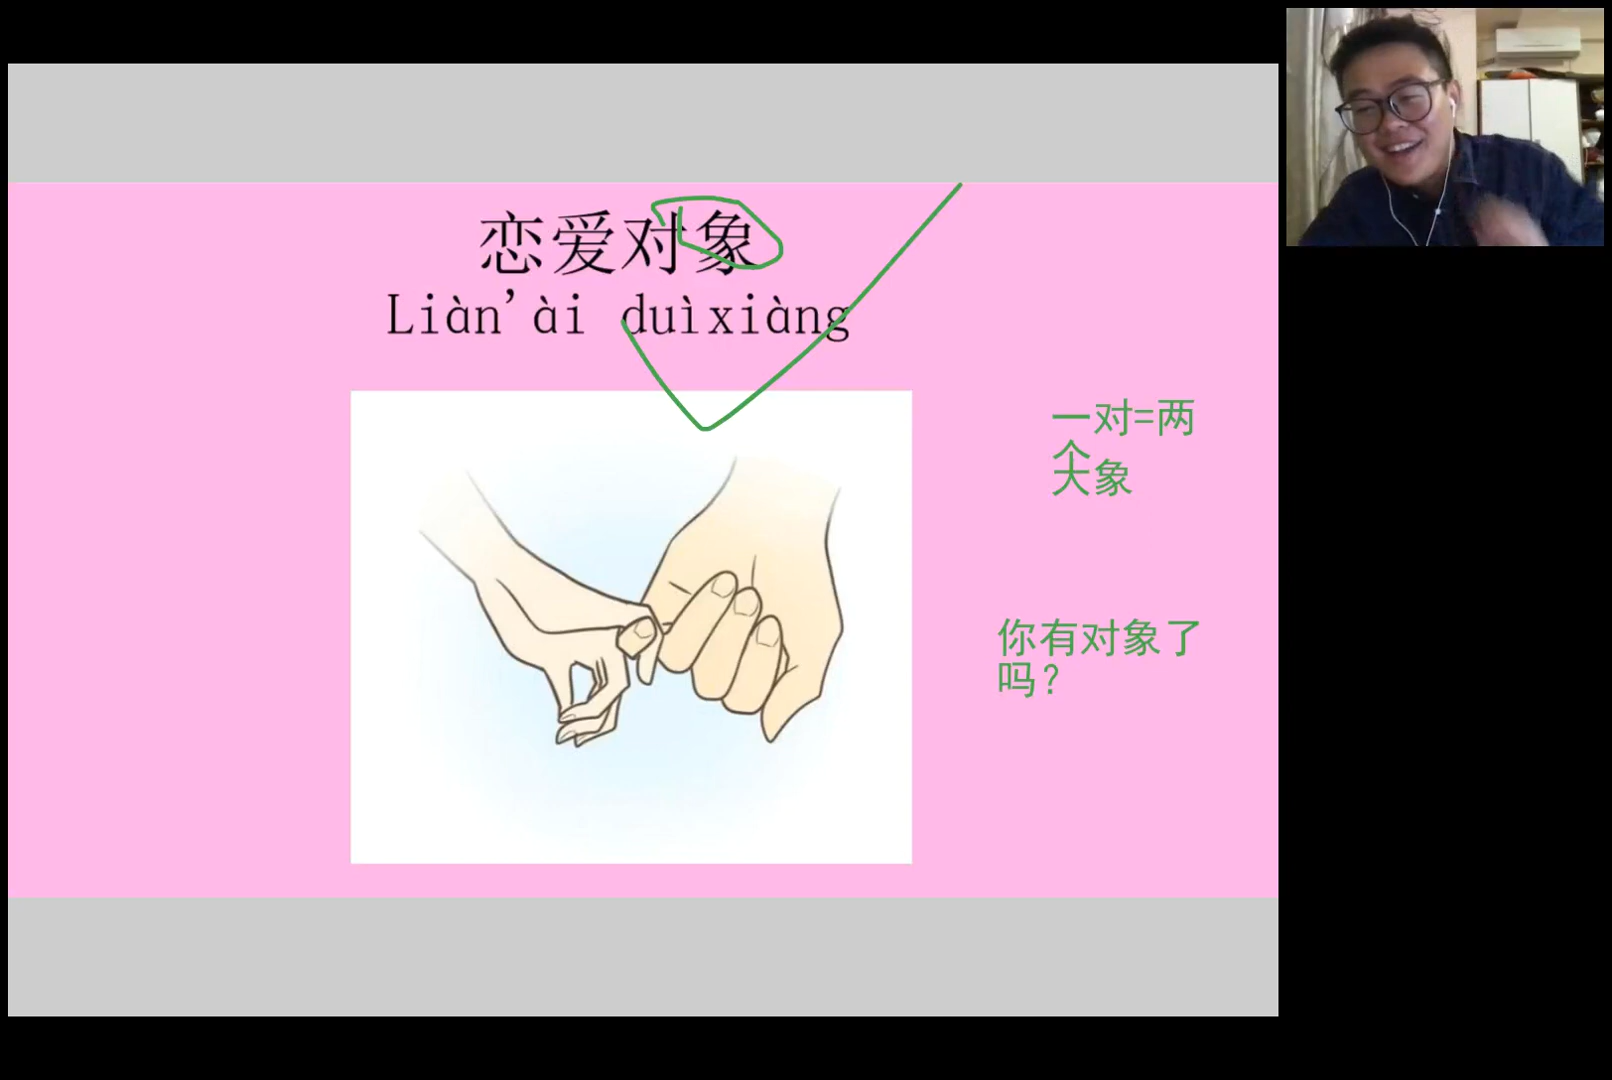 恋爱对象
Liàn'ài duìxiàng
一对=两
个
大象
你有对象了
吗?